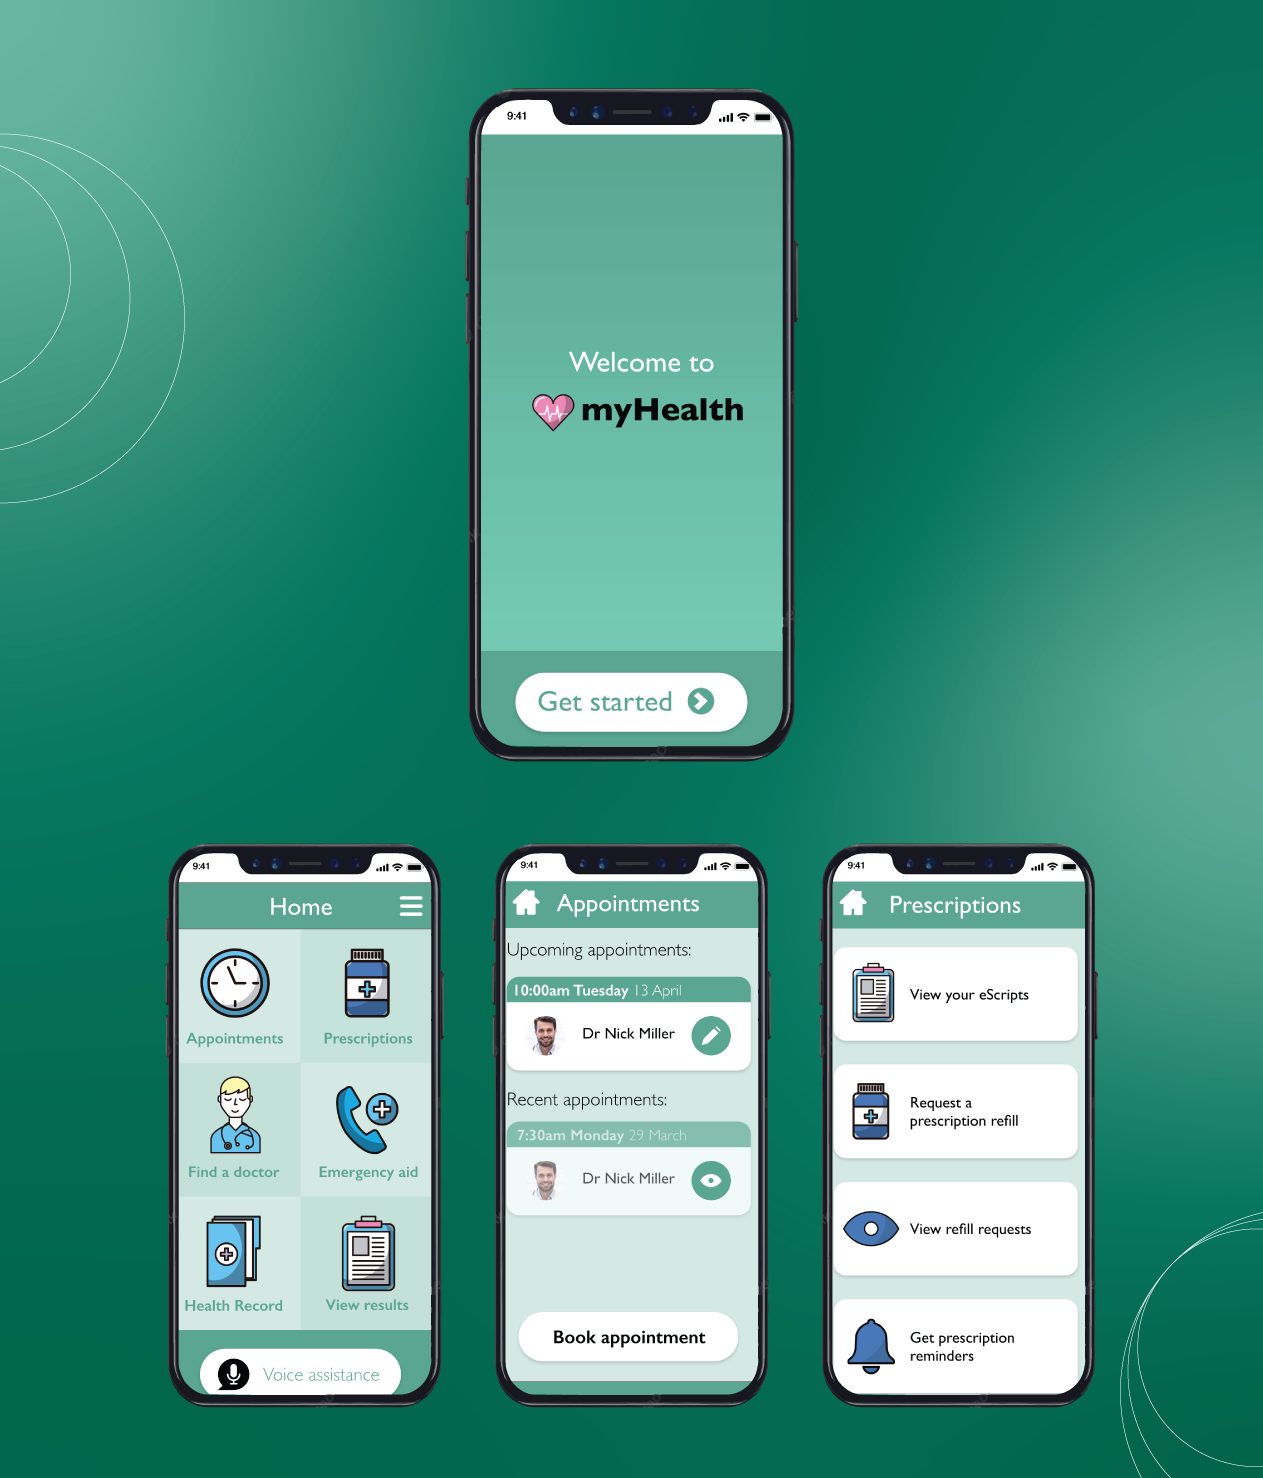 9:41
Welcome to
myHealth
Get started
9:41
Home
Appointments
Prescriptions
Find a doctor
Emergency aid
Health Record
View results
Voice assistance
9:41
Appointments
Upcoming appointments:
10:00am Tuesday 13 April
Dr Nick Miller
Recent appointments:
7:30am Monday 29 March
Dr Nick Miller
Book appointment
9:41
Prescriptions
View your eScripts
Request a
prescription refill
View refill requests
Get prescription
reminders